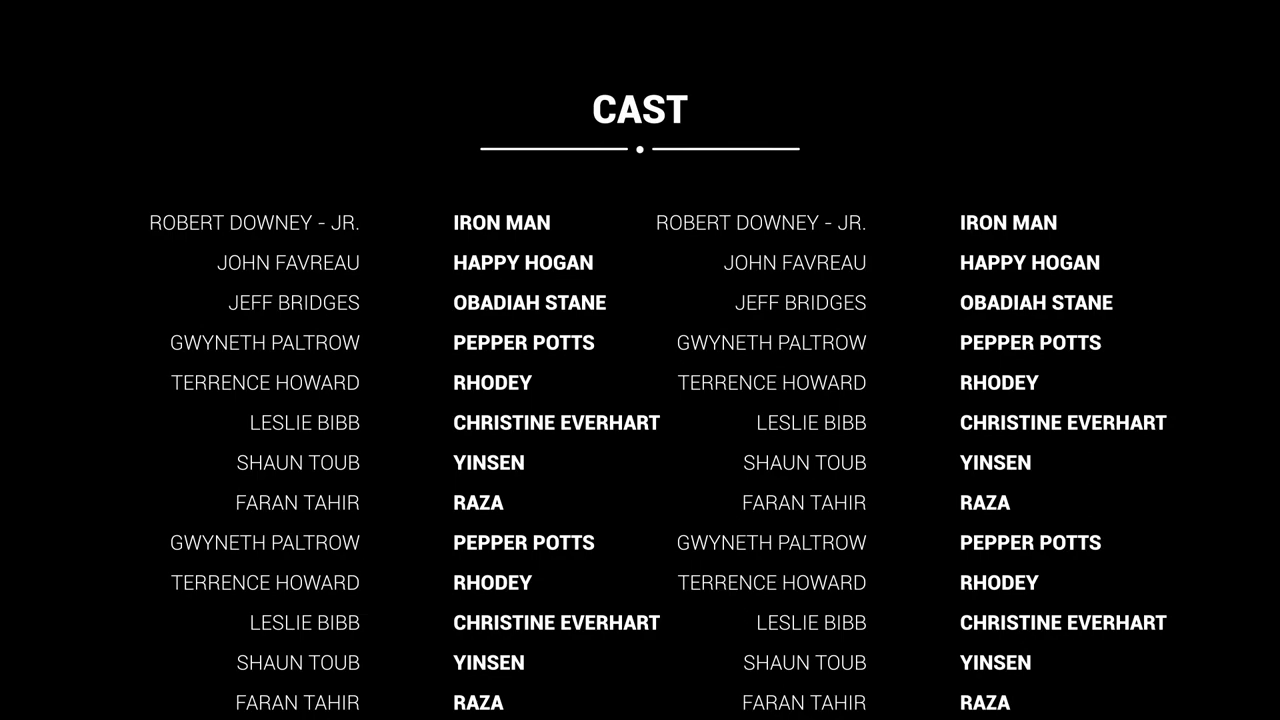 CAST
ROBERT DOWNEY - JR. IRON MAN ROBERT DOWNEY - JR. IRON MAN
JOHN FAVREAU HAPPY HOGAN JOHN FAVREAU HAPPY HOGAN
JEFF BRIDGES OBADIAH STANE JEFF BRIDGES OBADIAH STANE
GWYNETH PALTROW PEPPER POTTS GWYNETH PALTROW PEPPER POTTS
TERRENCE HOWARD RHODEY TERRENCE HOWARD RHODEY
LESLIE BIBB CHRISTINE EVERHART LESLIE BIBB CHRISTINE EVERHART
SHAUN TOUB YINSEN SHAUN TOUB YINSEN
FARAN TAHIR RAZA FARAN TAHIR RAZA
GWYNETH PALTROW PEPPER POTTS GWYNETH PALTROW PEPPER POTTS
TERRENCE HOWARD RHODEY TERRENCE HOWARD RHODEY
LESLIE BIBB CHRISTINE EVERHART LESLIE BIBB CHRISTINE EVERHART
SHAUN TOUB YINSEN SHAUN TOUB YINSEN
FARAN TAHIR RAZA FARAN TAHIR RAZA